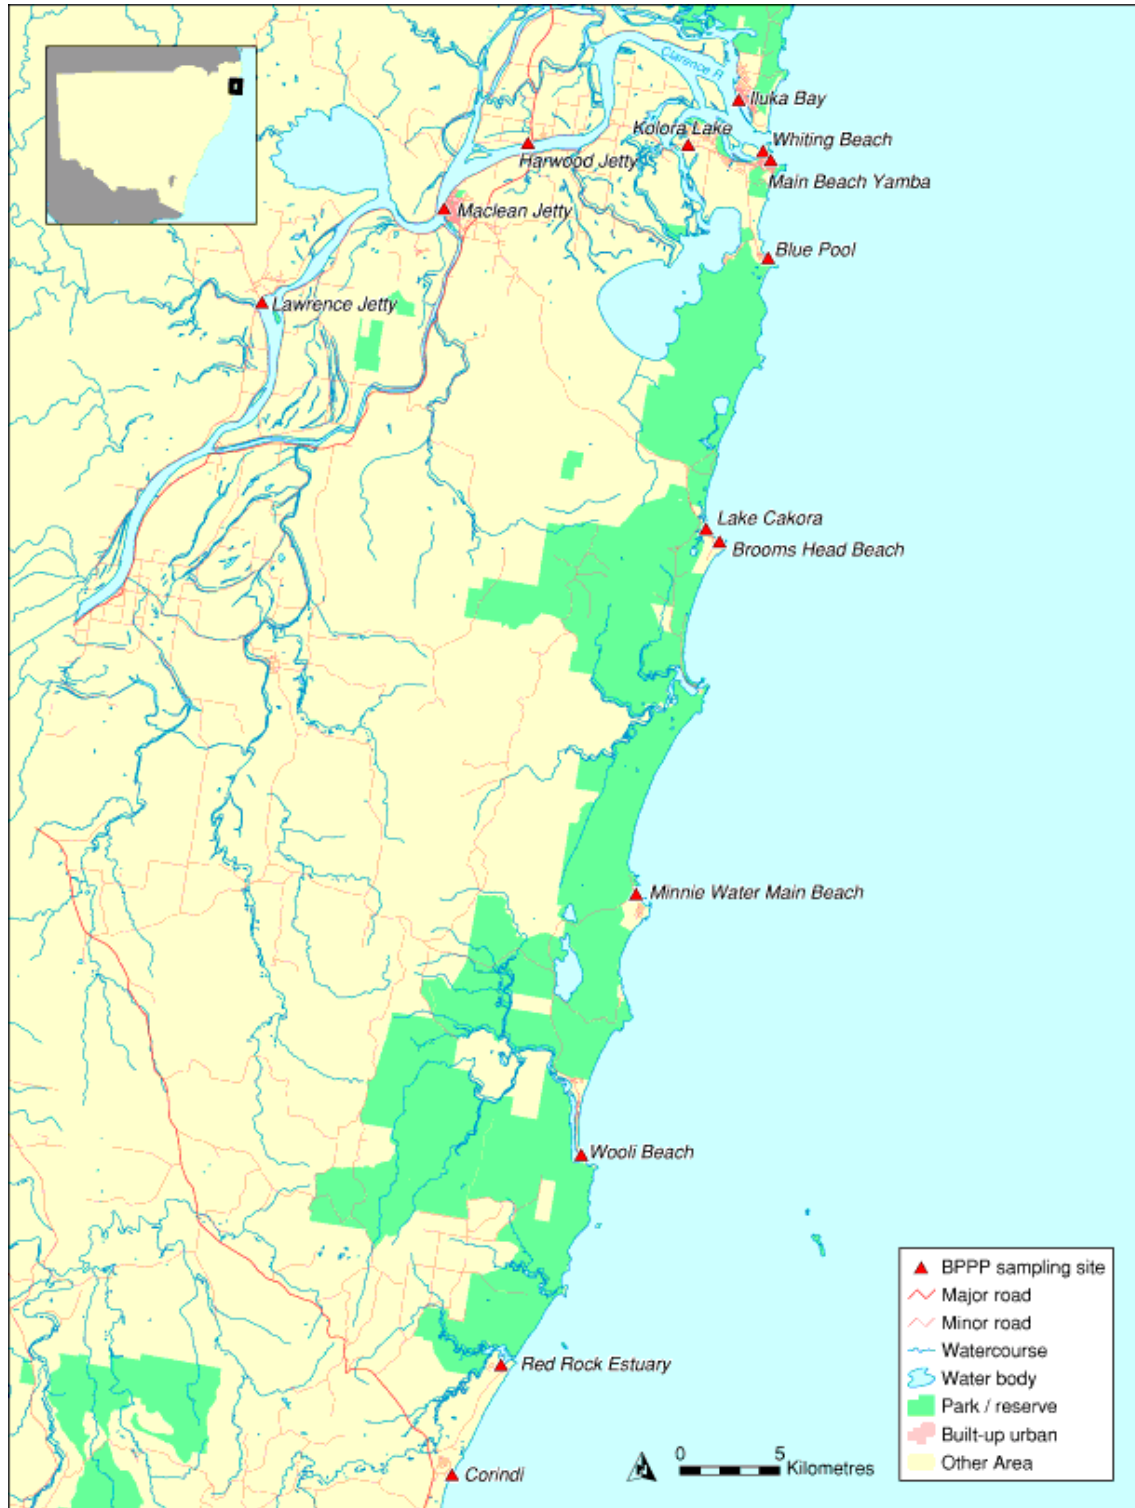 Clarence R
Iluka Bay
Kolora Lake
Whiting Beach
Harwood Jetty
Main Beach Yamba
Maclean Jetty
Blue Pool
Lawrence Jetty
Lake Cakora
Brooms Head Beach
Minnie Water Main Beach
Wooli Beach
Red Rock Estuary
Corindi
0 5
Kilometres
BPPP sampling site
Major road
Minor road
Watercourse
Water body
Park / reserve
Built-up urban
Other Area